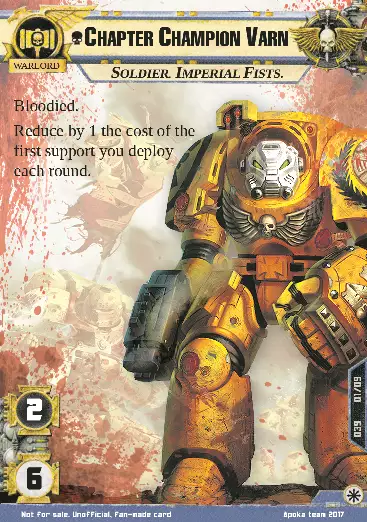 CHAPTER CHAMPION VARN
WARLORD
SOLDIER. IMPERIAL FISTS.
Bloodied.
Reduce by 1 the cost of the
first support you deploy
each round.
2
6
Not for sale. Unofficial. Fan-made card
Apoka team 2017